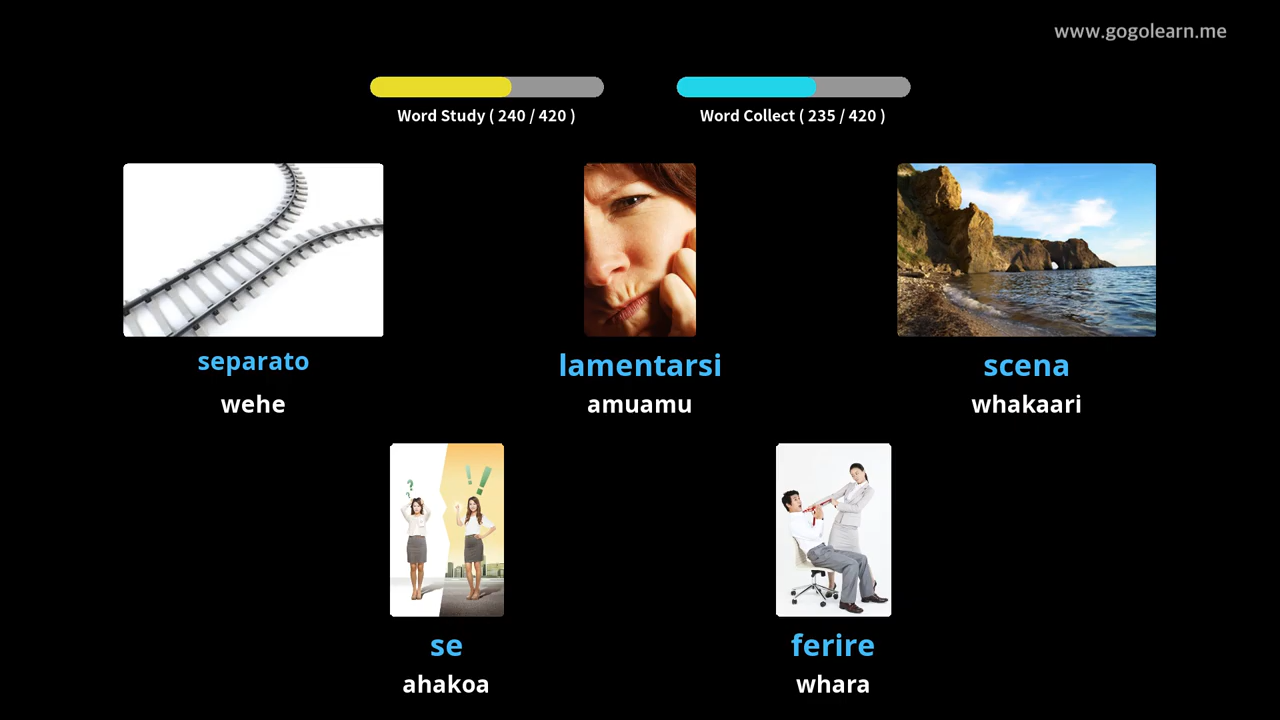 www.gogolearn.me
Word Study ( 240 / 420 )
Word Collect ( 235 / 420 )
separato
wehe
lamentarsi
amuamu
scena
whakaari
se
ahakoa
ferire
whara